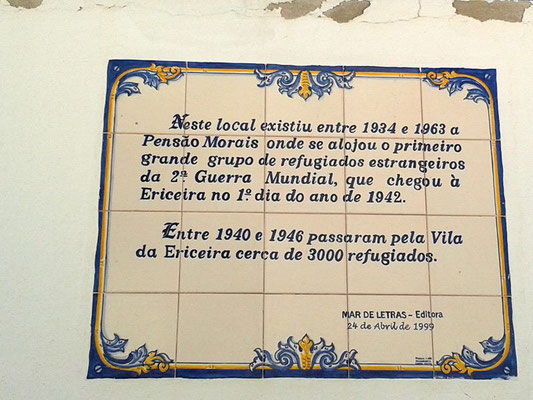 Neste local existiu entre 1934 e 1963 a
Pensão Morais onde se alojou o primeiro
grande grupo de refugiados estrangeiros
da 2ª Guerra Mundial, que chegou à
Ericeira no 1º dia do ano de 1942.
Entre 1940 e 1946 passaram pela Vila
da Ericeira cerca de 3000 refugiados.
MAR DE LETRAS - Editora
24 de Abril de 1999